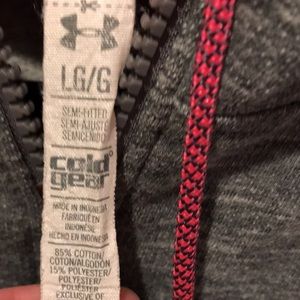 LG/G
SEMI-FITTED
SEMI-AJUSTÉ
SEMICEÑIDO
cold
gear
MADE IN INDONESIA
FABRIQUÉ EN
INDONÉSIE
HECHO EN INDONESIA
85% COTTON/
COTON/ALGODÓN
15% POLYESTER/
POLYESTER/
POLIÉSTER
EXCLUSIVE OF